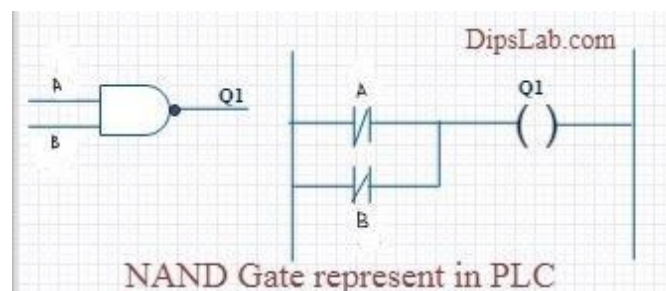 DipsLab.com
A
B
Q1
A
B
Q1
NAND Gate represent in PLC